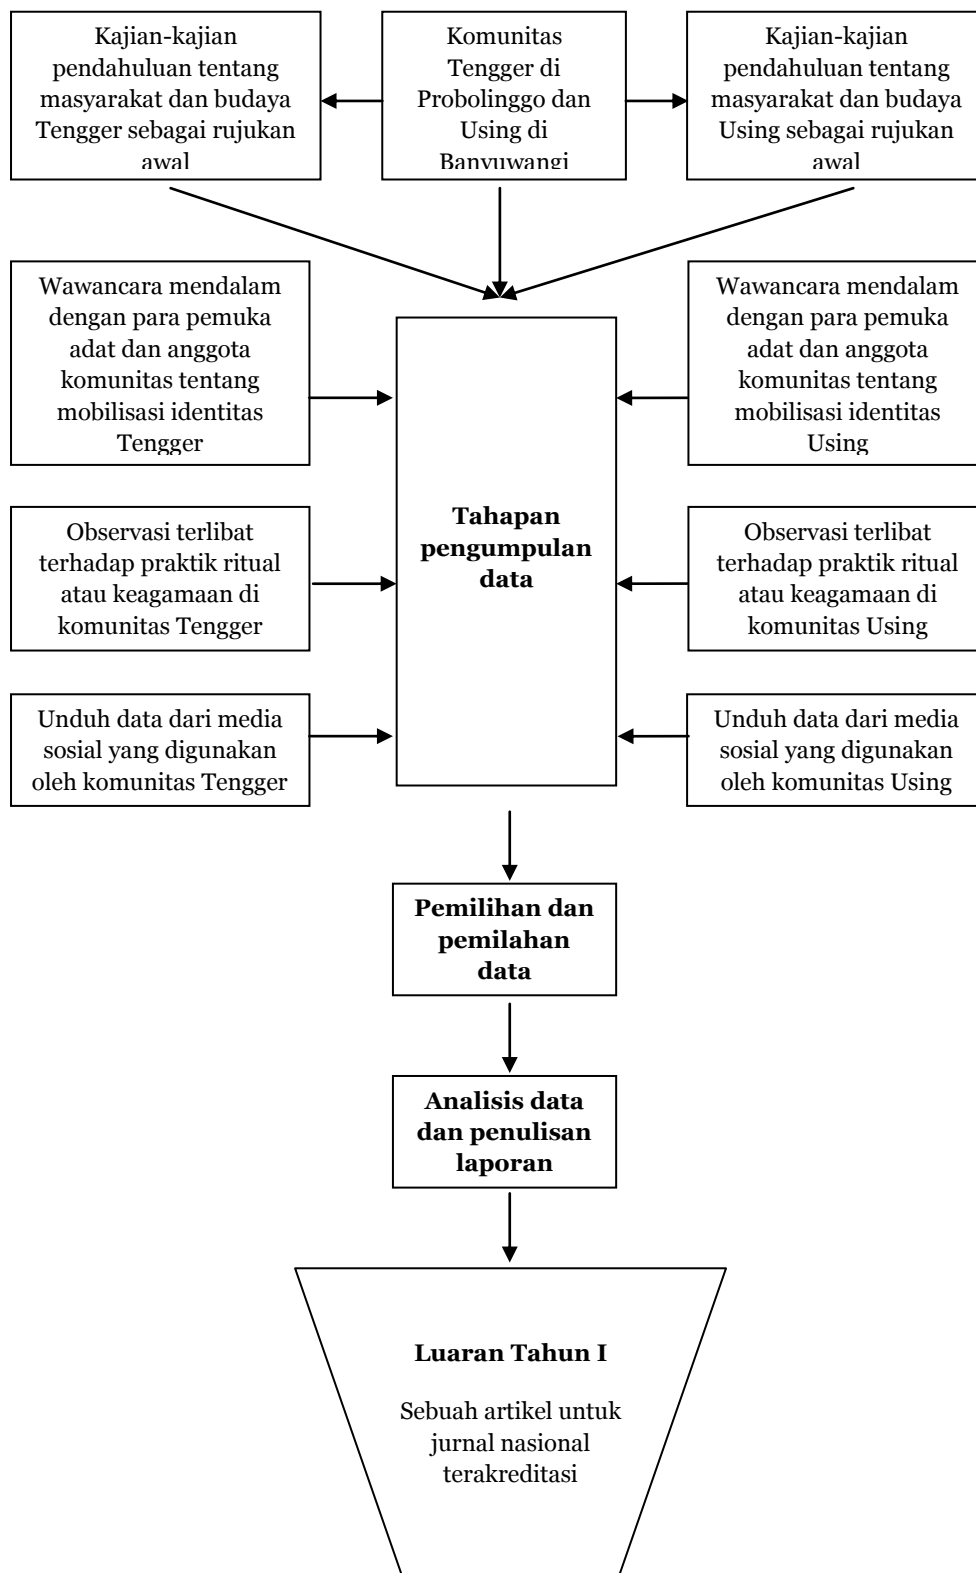 Kajian-kajian
pendahuluan tentang
masyarakat dan budaya
Tengger sebagai rujukan
awal
Komunitas
Tengger di
Probolinggo dan
Using di
Banyuwangi
Kajian-kajian
pendahuluan tentang
masyarakat dan budaya
Using sebagai rujukan
awal
Wawancara mendalam
dengan para pemuka
adat dan anggota
komunitas tentang
mobilisasi identitas
Tengger
Wawancara mendalam
dengan para pemuka
adat dan anggota
komunitas tentang
mobilisasi identitas
Using
Tahapan
pengumpulan
data
Observasi terlibat
terhadap praktik ritual
atau keagamaan di
komunitas Tengger
Observasi terlibat
terhadap praktik ritual
atau keagamaan di
komunitas Using
Unduh data dari media
sosial yang digunakan
oleh komunitas Tengger
Unduh data dari media
sosial yang digunakan
oleh komunitas Using
Pemilihan dan
pemilahan
data
Analisis data
dan penulisan
laporan
Luaran Tahun I
Sebuah artikel untuk
jurnal nasional
terakreditasi